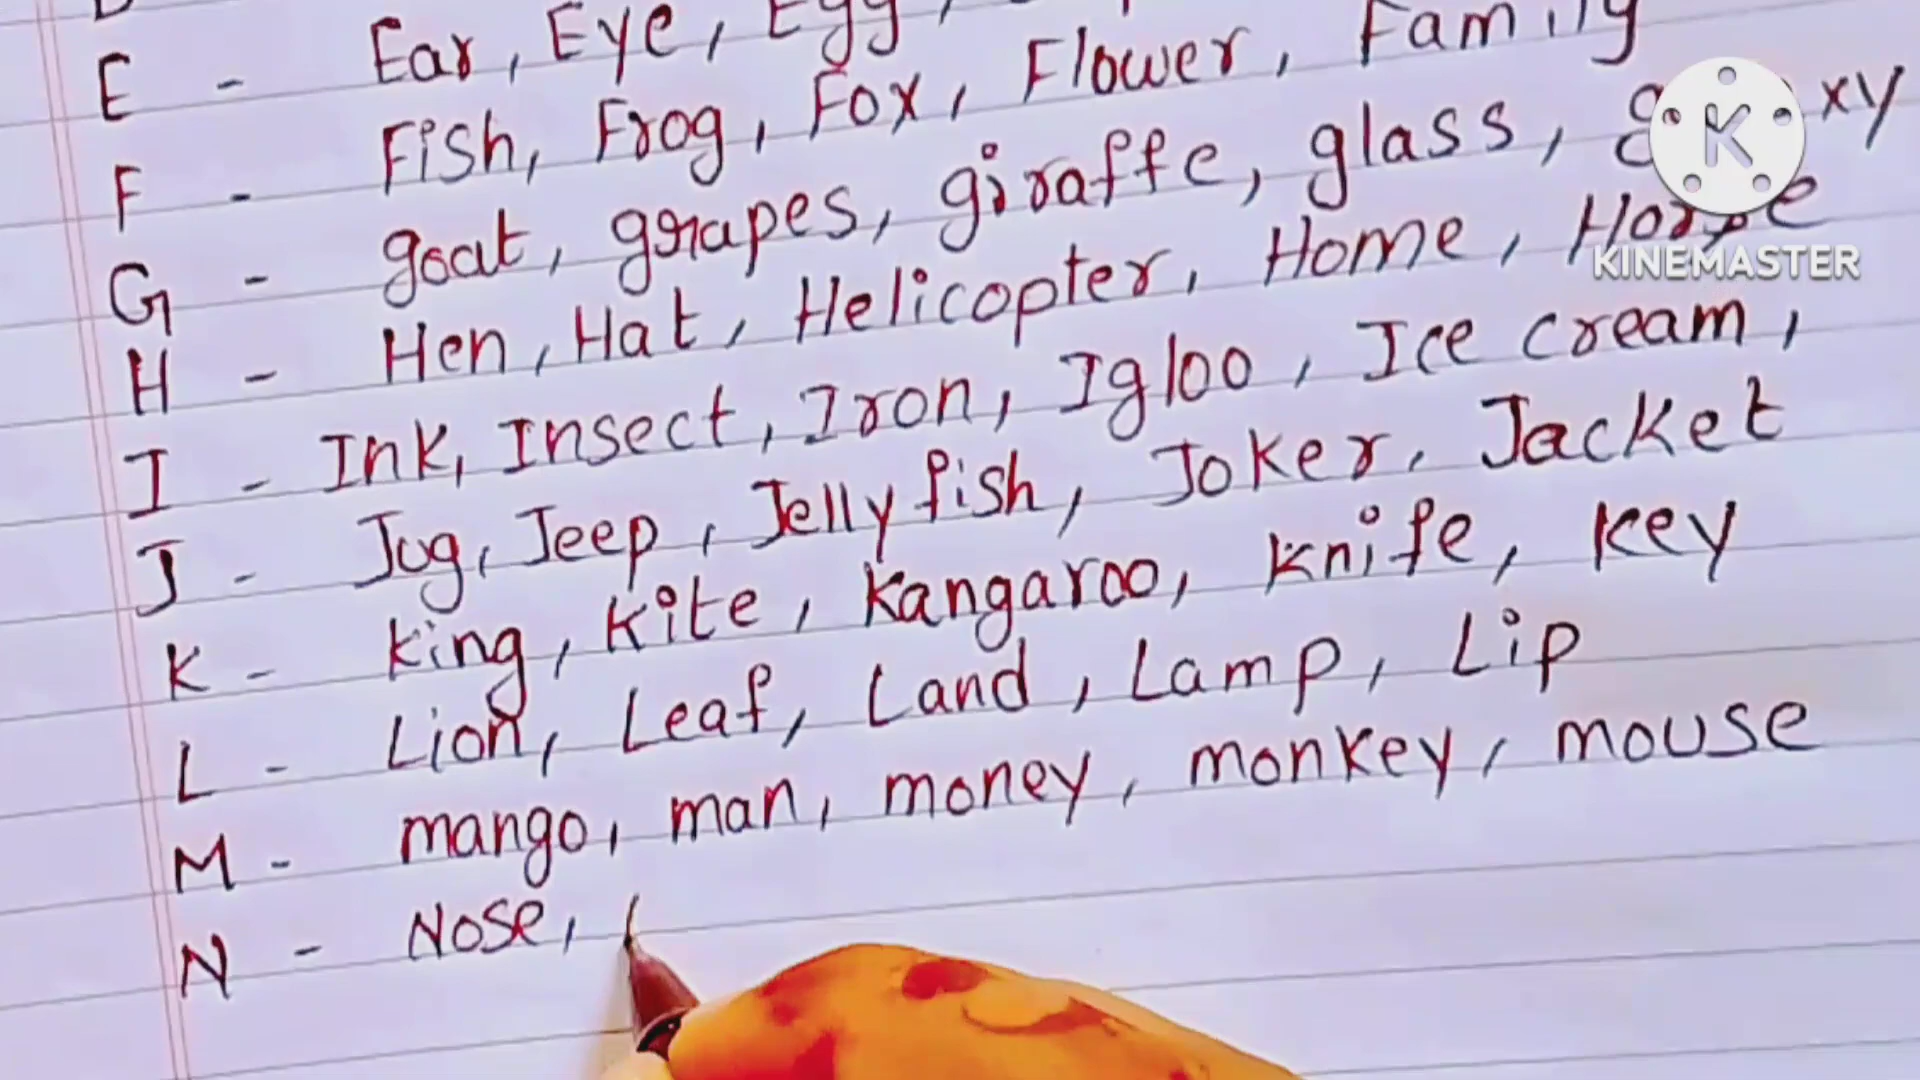 E - Ear, Eye, Egg,
F - Fish, Frog, Fox, Flower, Family
G - goat, grapes, giraffe, glass,
H - Hen, Hat, Helicopter, Home, Horse
KINEMASTER
I - Ink, Insect, Iron, Igloo, Ice cream,
J - Jug, Jeep, Jelly fish, Joker, Jacket
K - king, kite, kangaroo, knife, key
L - Lion, Leaf, Land, Lamp, Lip
M - mango, man, money, monkey, mouse
N - Nose,